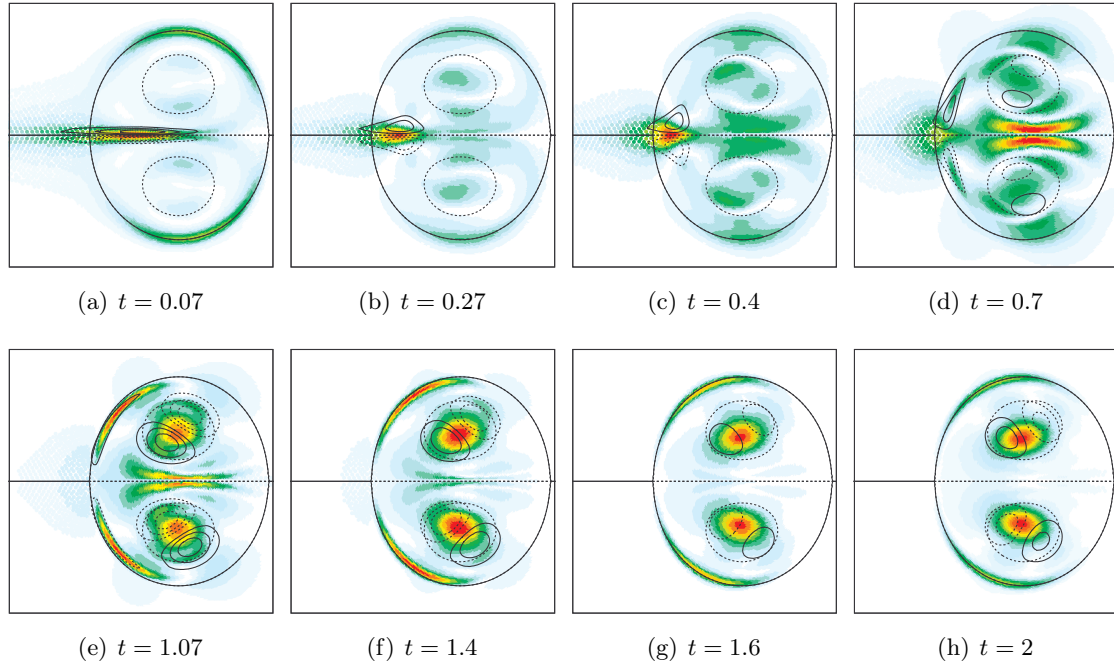 (a) t = 0.07
(b) t = 0.27
(c) t = 0.4
(d) t = 0.7
(e) t = 1.07
(f) t = 1.4
(g) t = 1.6
(h) t = 2